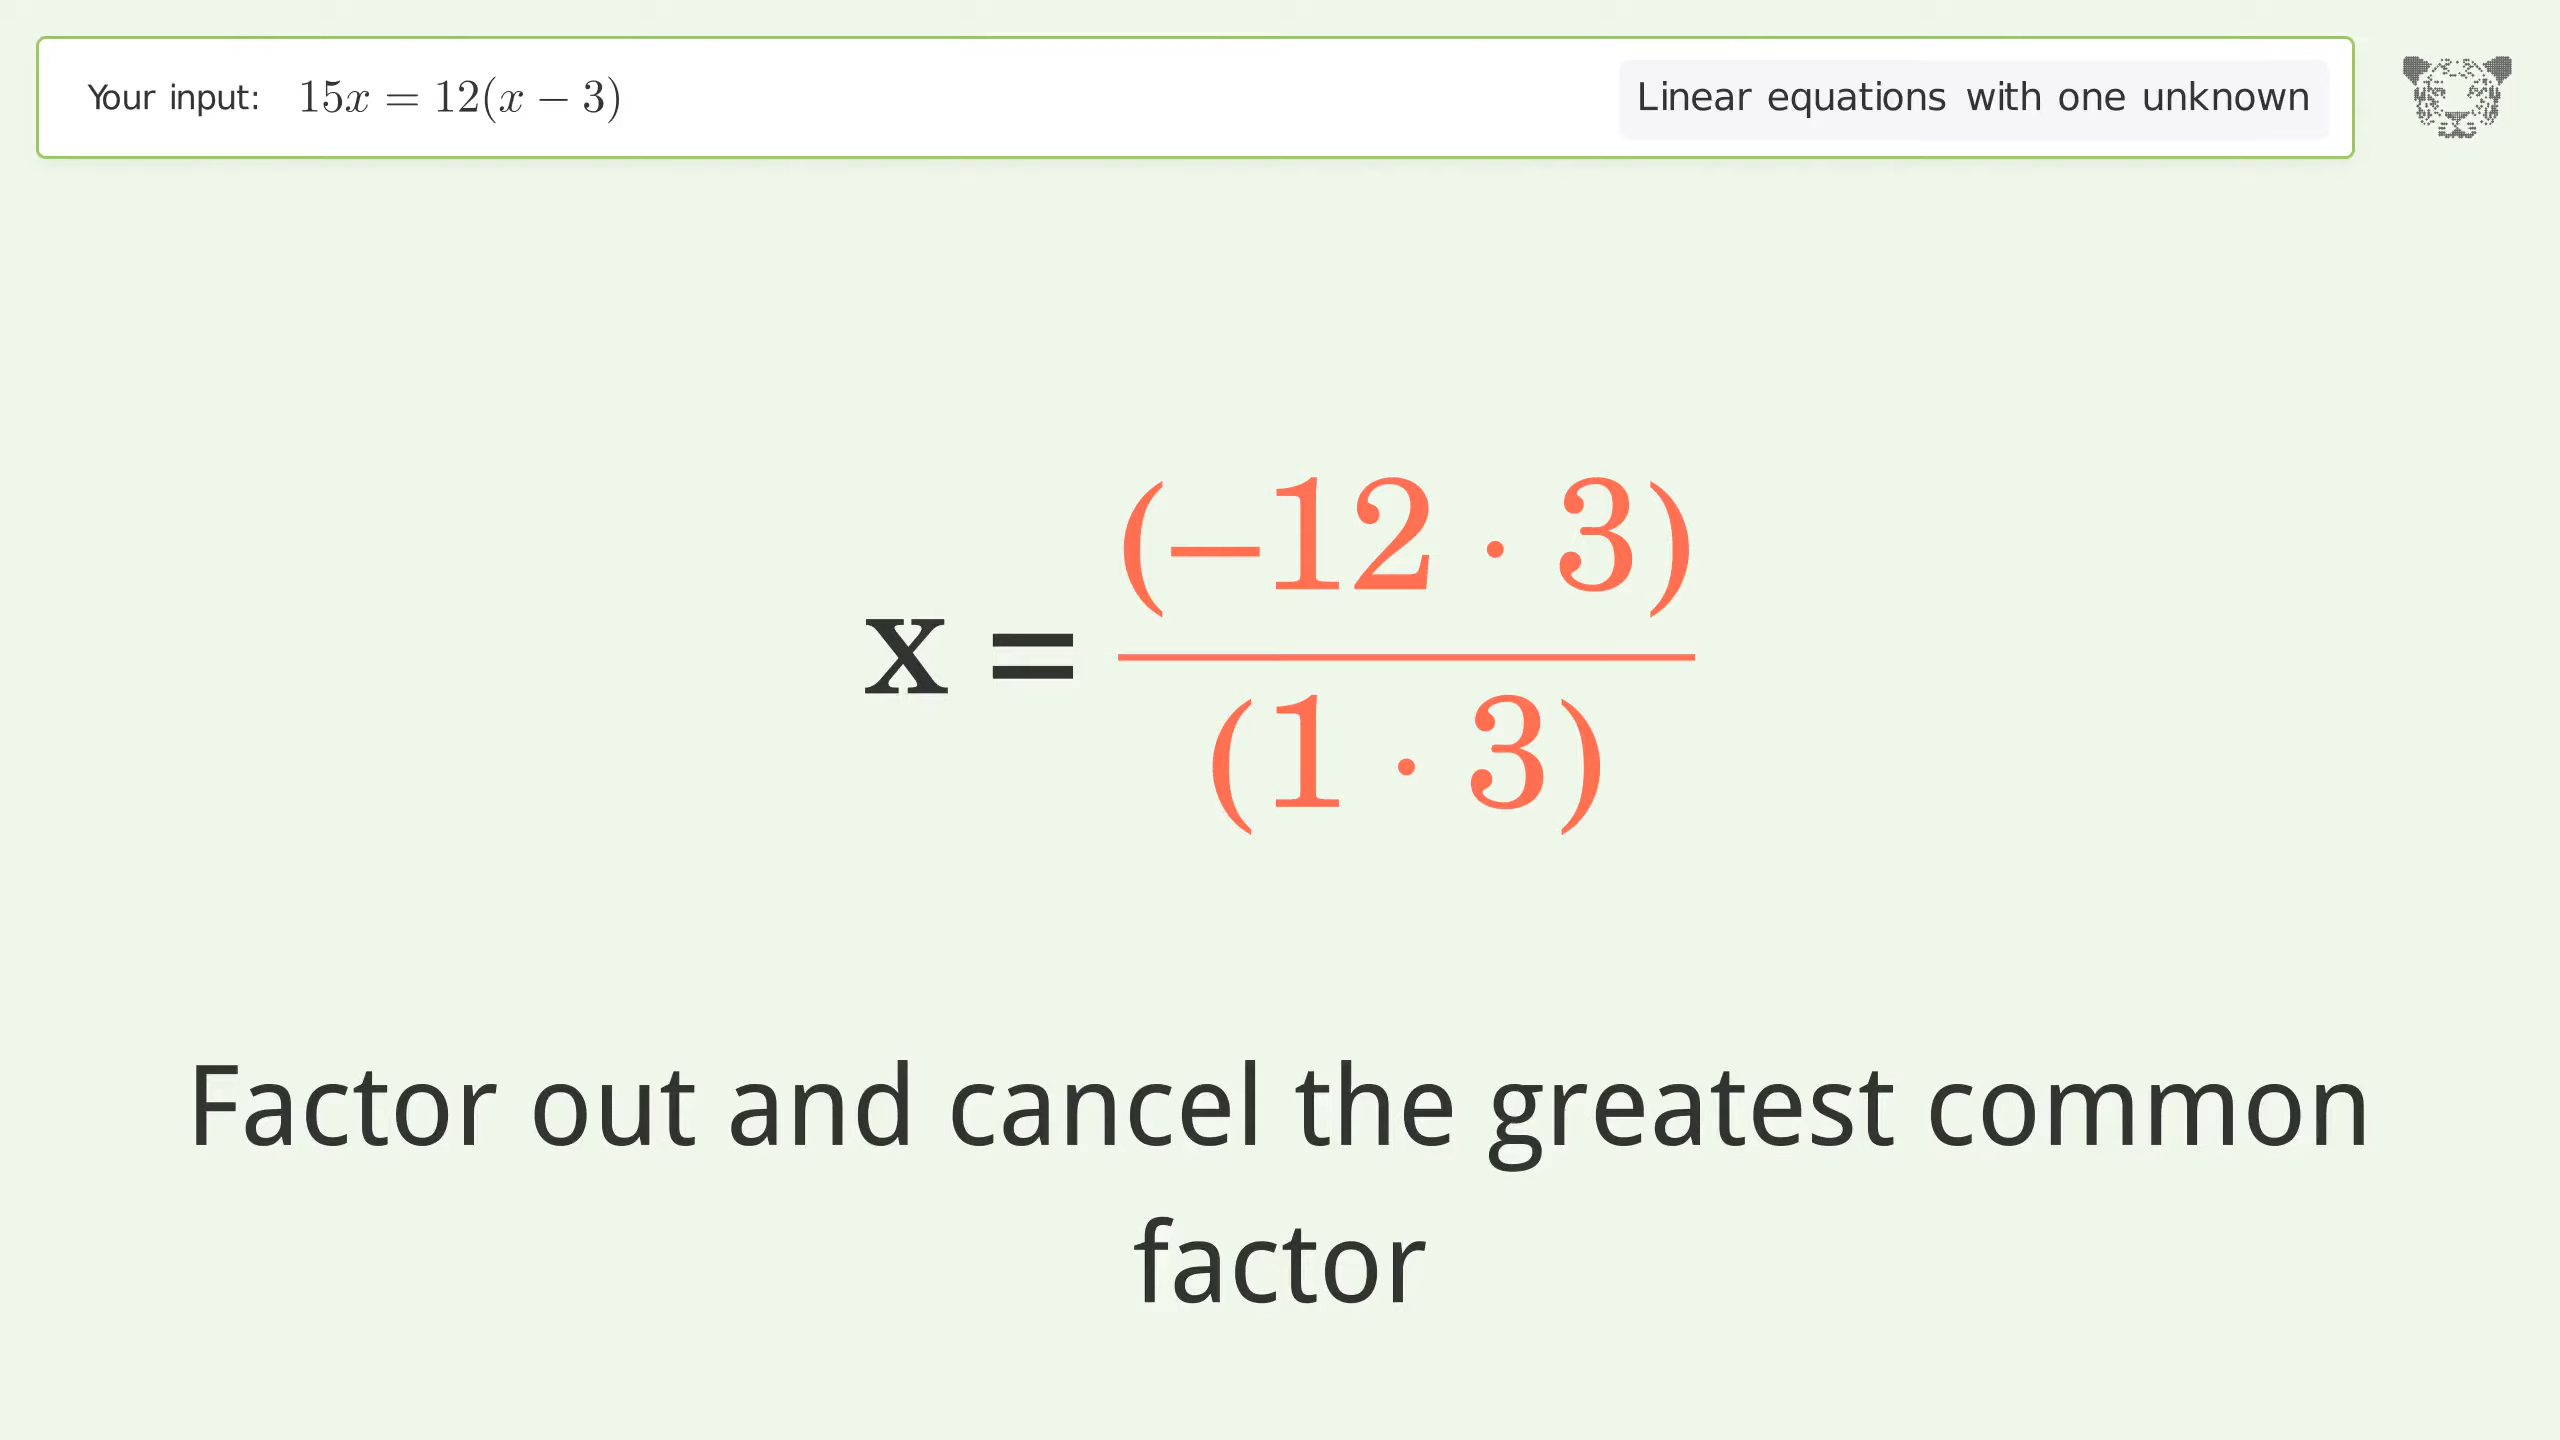 Your input: 15x = 12(x − 3)
Linear equations with one unknown
x = (−12 · 3) / (1 · 3)
Factor out and cancel the greatest common
factor